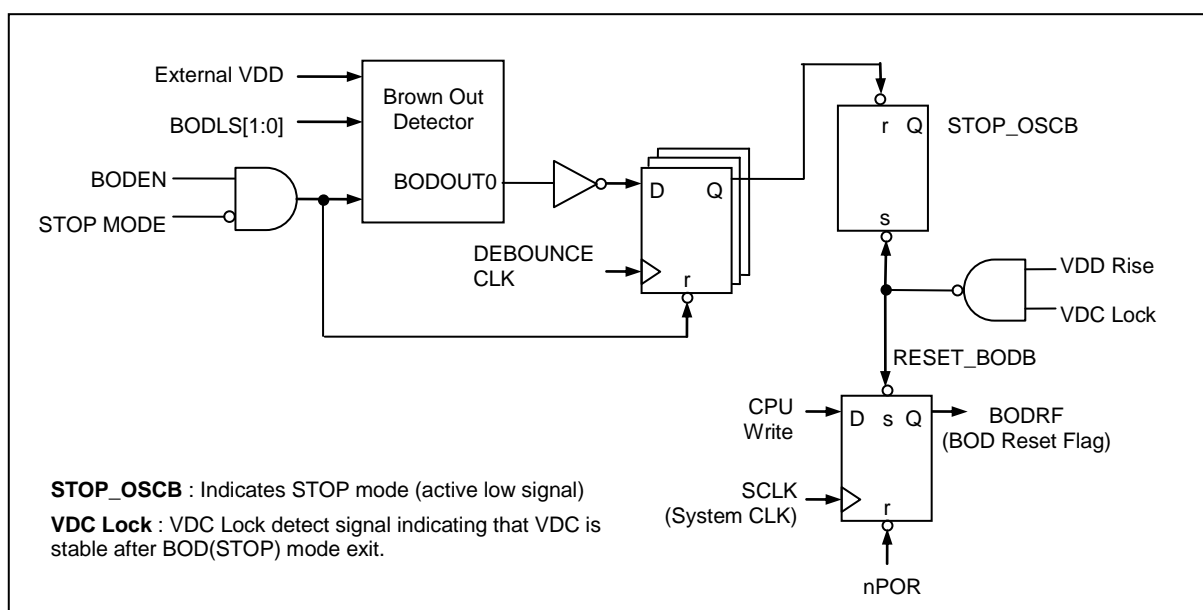 External VDD
BODLS[1:0]
BODEN
STOP MODE
Brown Out
Detector
BODOUT0
D Q
r
DEBOUNCE
CLK
r Q
s
STOP_OSCB
VDD Rise
VDC Lock
RESET_BODB
CPU
Write
D s Q
r
BODRF
(BOD Reset Flag)
SCLK
(System CLK)
nPOR
STOP_OSCB : Indicates STOP mode (active low signal)
VDC Lock : VDC Lock detect signal indicating that VDC is
stable after BOD(STOP) mode exit.